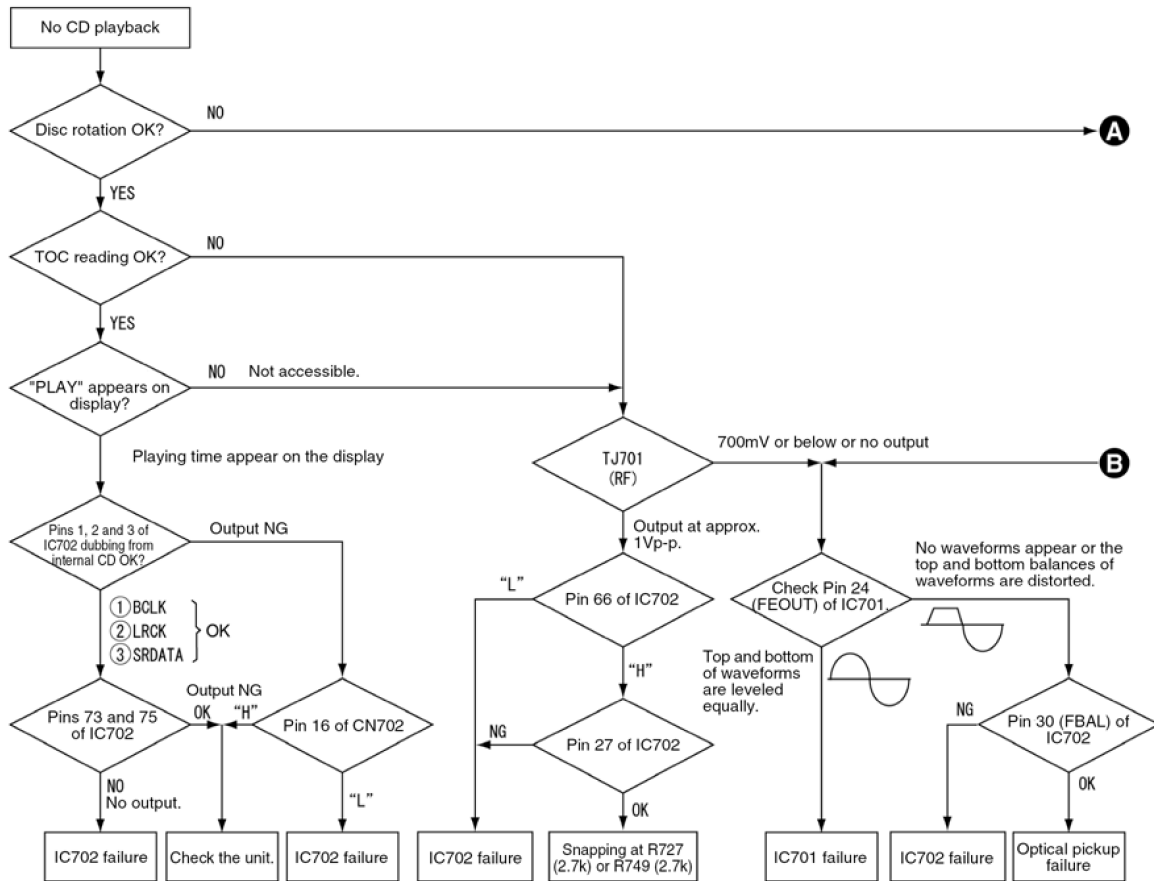 No CD playback
NO
Disc rotation OK?
A
YES
NO
TOC reading OK?
YES
NO Not accessible.
"PLAY" appears on
display?
700mV or below or no output
Playing time appear on the display
TJ701
(RF)
B
Output NG
Pins 1, 2 and 3 of
IC702 dubbing from
internal CD OK?
Output at approx.
1Vp-p.
No waveforms appear or the
top and bottom balances of
waveforms are distorted.
"L"
Pin 66 of IC702
Check Pin 24
(FEOUT) of IC701.
① BCLK
② LRCK
③ SRDATA
OK
"H"
Top and bottom
of waveforms
are leveled
equally.
Output NG
OK "H"
Pins 73 and 75
of IC702
Pin 16 of CN702
NG
Pin 27 of IC702
NG
Pin 30 (FBAL) of
IC702
NO
No output.
"L"
OK
OK
IC702 failure
Check the unit.
IC702 failure
IC702 failure
Snapping at R727
(2.7k) or R749 (2.7k)
IC701 failure
IC702 failure
Optical pickup
failure